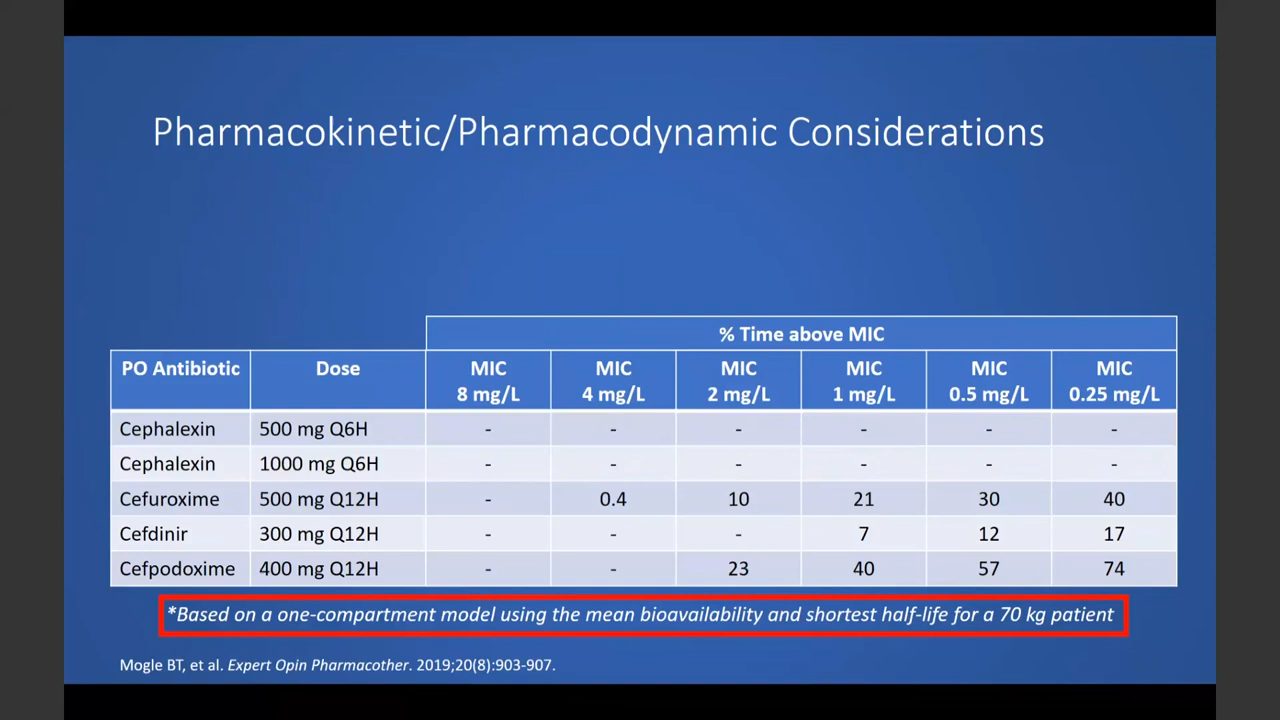 Pharmacokinetic/Pharmacodynamic Considerations
% Time above MIC
PO Antibiotic Dose MIC 8 mg/L MIC 4 mg/L MIC 2 mg/L MIC 1 mg/L MIC 0.5 mg/L MIC 0.25 mg/L
Cephalexin 500 mg Q6H - - - - - -
Cephalexin 1000 mg Q6H - - - - - -
Cefuroxime 500 mg Q12H - 0.4 10 21 30 40
Cefdinir 300 mg Q12H - - - 7 12 17
Cefpodoxime 400 mg Q12H - - 23 40 57 74
*Based on a one-compartment model using the mean bioavailability and shortest half-life for a 70 kg patient
Mogle BT, et al. Expert Opin Pharmacother. 2019;20(8):903-907.